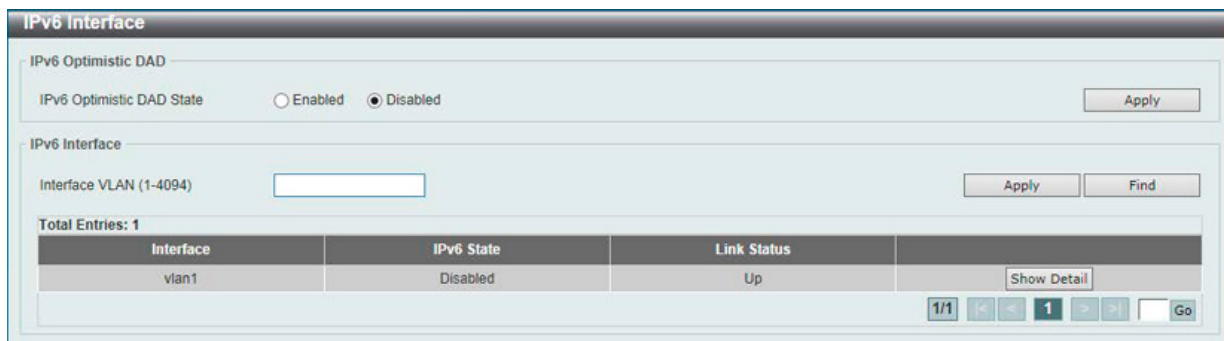 IPv6 Interface
IPv6 Optimistic DAD
IPv6 Optimistic DAD State Enabled Disabled Apply
IPv6 Interface
Interface VLAN (1-4094) Apply Find
Total Entries: 1
Interface IPv6 State Link Status
vlan1 Disabled Up Show Detail
1/1 |< < 1 > >| Go